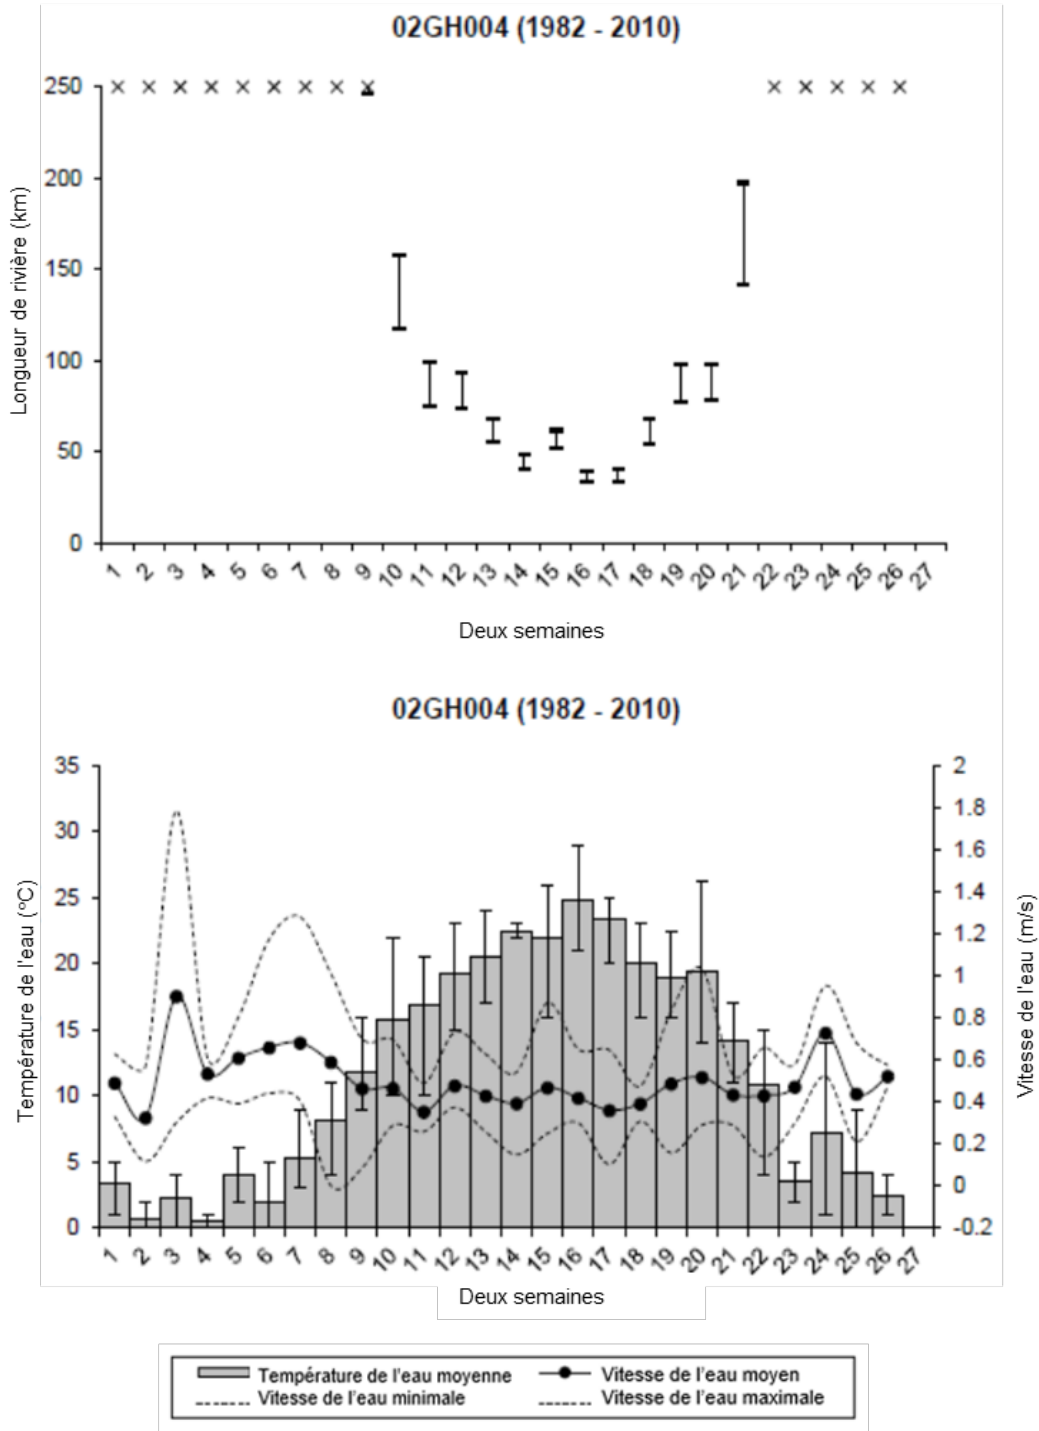 02GH004 (1982 - 2010)
250
200
150
100
50
0
Longueur de rivière (km)
1 2 3 4 5 6 7 8 9 10 11 12 13 14 15 16 17 18 19 20 21 22 23 24 25 26 27
Deux semaines
02GH004 (1982 - 2010)
35
30
25
20
15
10
5
0
Température de l'eau (°C)
2
1.8
1.6
1.4
1.2
1
0.8
0.6
0.4
0.2
0
-0.2
Vitesse de l'eau (m/s)
1 2 3 4 5 6 7 8 9 10 11 12 13 14 15 16 17 18 19 20 21 22 23 24 25 26 27
Deux semaines
Température de l'eau moyenne
Vitesse de l'eau moyen
Vitesse de l'eau minimale
Vitesse de l'eau maximale